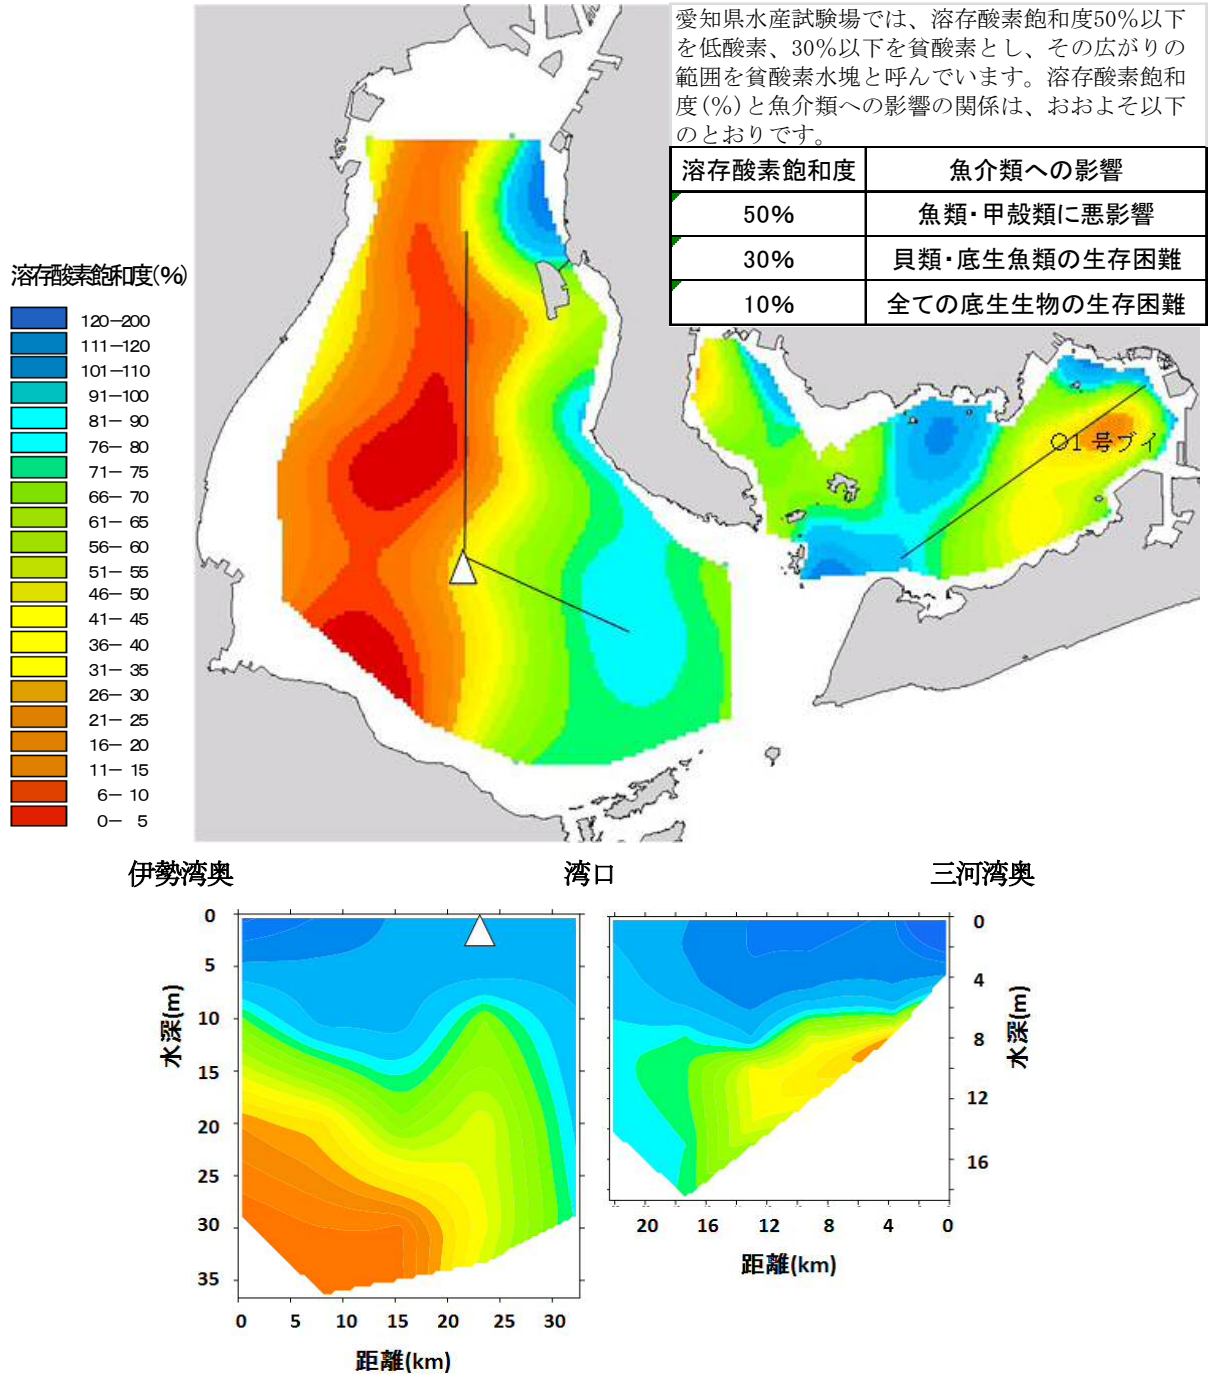 愛知県水産試験場では、溶存酸素飽和度50％以下
を低酸素、30％以下を貧酸素とし、その広がりの
範囲を貧酸素水塊と呼んでいます。溶存酸素飽和
度(％)と魚介類への影響の関係は、おおよそ以下
のとおりです。
溶存酸素飽和度 魚介類への影響
50% 魚類・甲殻類に悪影響
30% 貝類・底生魚類の生存困難
10% 全ての底生生物の生存困難
溶存酸素飽和度(%)
120-200
111-120
101-110
91-100
81- 90
76- 80
71- 75
66- 70
61- 65
56- 60
51- 55
46- 50
41- 45
36- 40
31- 35
26- 30
21- 25
16- 20
11- 15
6- 10
0- 5
1号ブイ
伊勢湾奥 湾口 三河湾奥
0
5
10
15
20
25
30
35
水深(m)
0 5 10 15 20 25 30
距離(km)
0
4
8
12
16
水深(m)
20 16 12 8 4 0
距離(km)